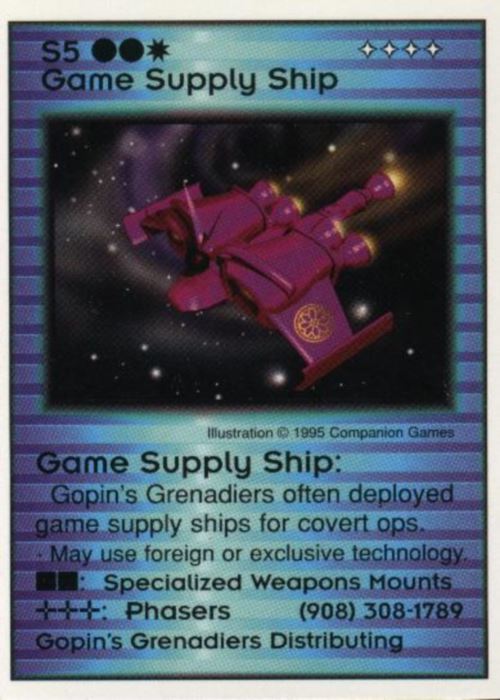 S5
Game Supply Ship
Illustration © 1995 Companion Games
Game Supply Ship:
Gopin's Grenadiers often deployed
game supply ships for covert ops.
· May use foreign or exclusive technology.
■■: Specialized Weapons Mounts
+++: Phasers (908) 308-1789
Gopin's Grenadiers Distributing